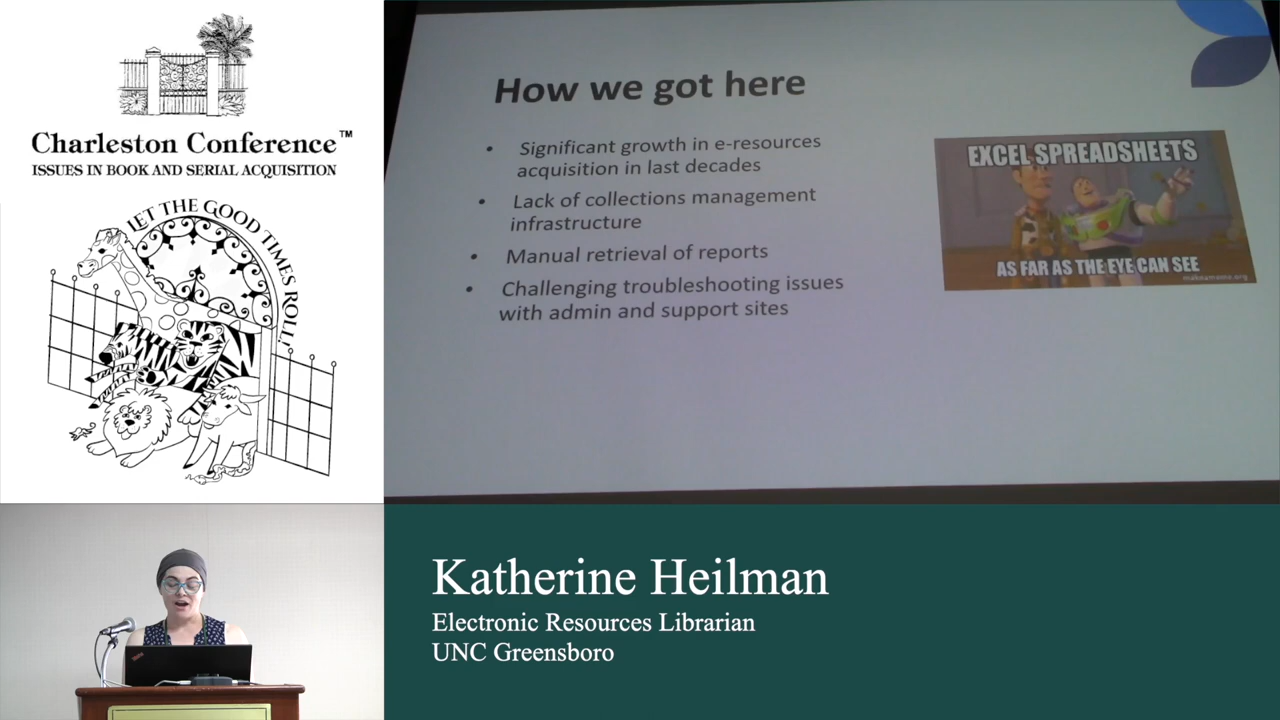 Charleston Conference™
ISSUES IN BOOK AND SERIAL ACQUISITION
LET THE GOOD TIMES ROLL!
How we got here
• Significant growth in e-resources
acquisition in last decades
• Lack of collections management
infrastructure
• Manual retrieval of reports
• Challenging troubleshooting issues
with admin and support sites
EXCEL SPREADSHEETS
AS FAR AS THE EYE CAN SEE
makeameme.org
Katherine Heilman
Electronic Resources Librarian
UNC Greensboro